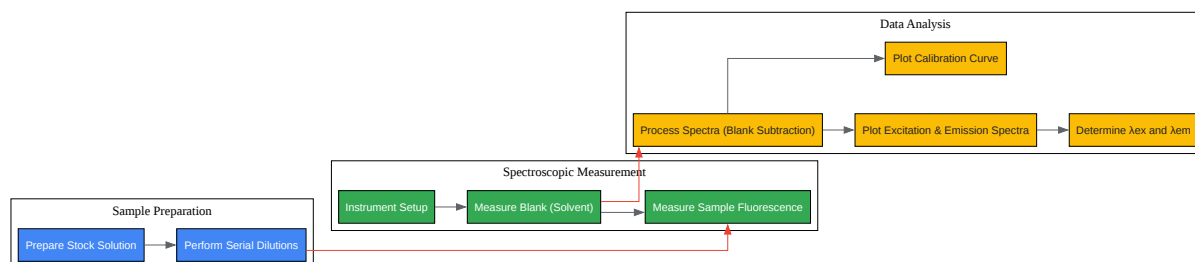 Data Analysis
Plot Calibration Curve
Process Spectra (Blank Subtraction)
Plot Excitation & Emission Spectra
Determine λex and λem
Spectroscopic Measurement
Instrument Setup
Measure Blank (Solvent)
Measure Sample Fluorescence
Sample Preparation
Prepare Stock Solution
Perform Serial Dilutions